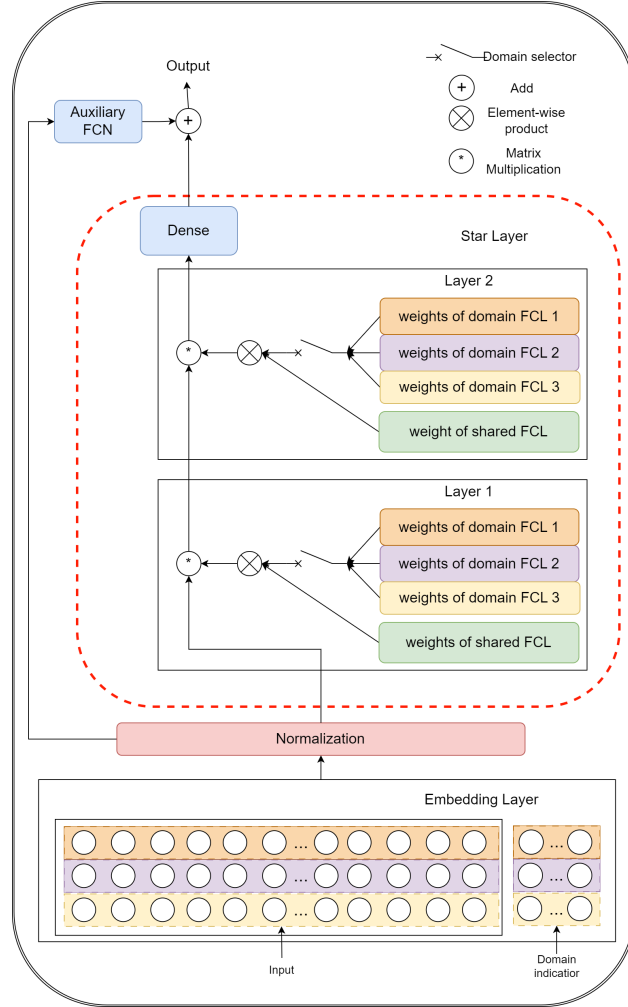 Domain selector
Output
+
Add
Auxiliary
FCN
+
Element-wise
product
*
Matrix
Multiplication
Dense
Star Layer
Layer 2
weights of domain FCL 1
*
weights of domain FCL 2
weights of domain FCL 3
weight of shared FCL
Layer 1
weights of domain FCL 1
*
weights of domain FCL 2
weights of domain FCL 3
weights of shared FCL
Normalization
Embedding Layer
... ...
... ...
... ...
Input
Domain
indicatior